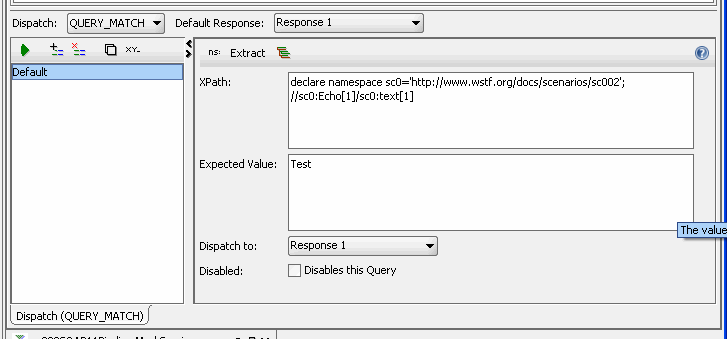 Dispatch: QUERY_MATCH Default Response: Response 1
XY= ns: Extract
Default
XPath: declare namespace sc0='http://www.wstf.org/docs/scenarios/sc002';
//sc0:Echo[1]/sc0:text[1]
Expected Value: Test
The value
Dispatch to: Response 1
Disabled: Disables this Query
Dispatch (QUERY_MATCH)